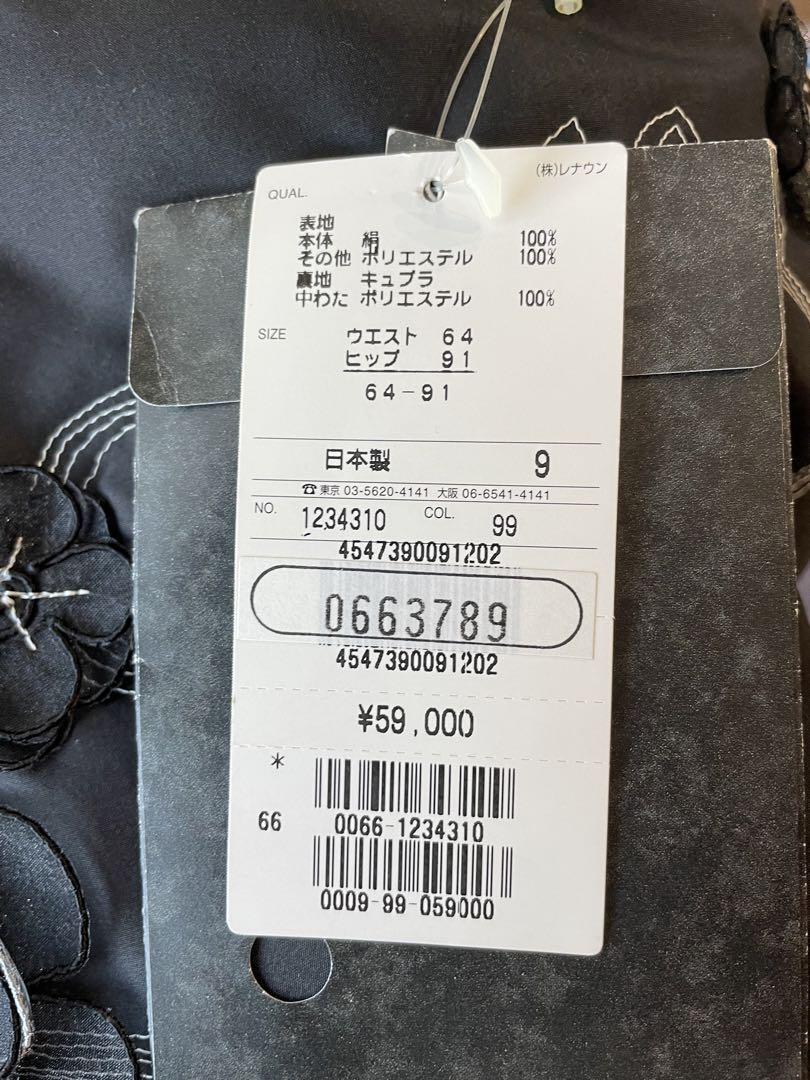 (株)レナウン
QUAL.
表地
本体 絹 100%
その他 ポリエステル 100%
裏地 キュプラ
中わた ポリエステル 100%
SIZE
ウエスト 64
ヒップ 91
64-91
日本製 9
☎東京 03-5620-4141 大阪 06-6541-4141
NO. 1234310 COL. 99
4547390091202
0663789
4547390091202
¥59,000
*
66
0066-1234310
0009-99-059000